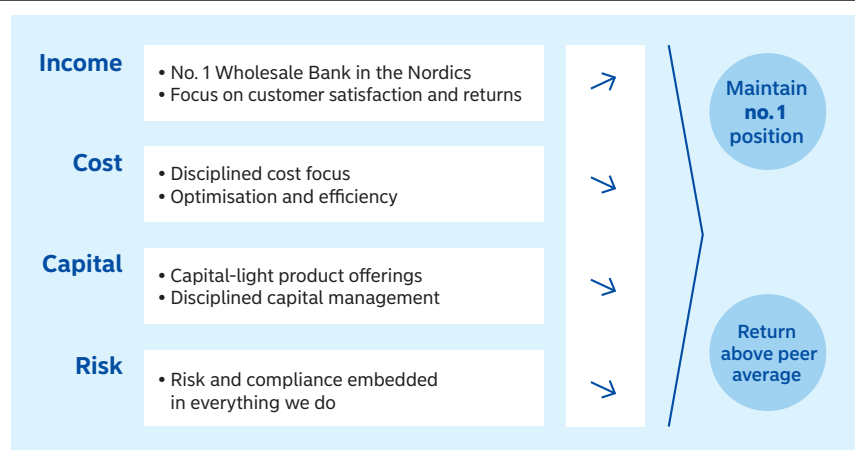 Income
• No. 1 Wholesale Bank in the Nordics
• Focus on customer satisfaction and returns
Cost
• Disciplined cost focus
• Optimisation and efficiency
Capital
• Capital-light product offerings
• Disciplined capital management
Risk
• Risk and compliance embedded
in everything we do
Maintain
no. 1
position
Return
above peer
average